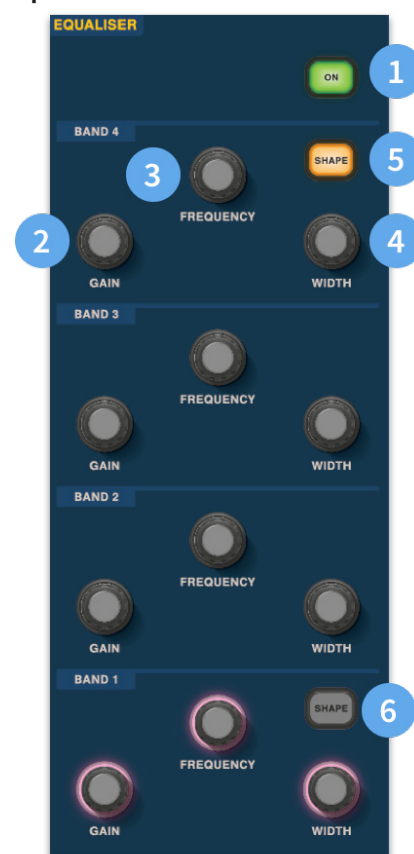 EQUALISER
ON
1
BAND 4
SHAPE
5
3
FREQUENCY
2
4
GAIN
WIDTH
BAND 3
FREQUENCY
GAIN
WIDTH
BAND 2
FREQUENCY
GAIN
WIDTH
BAND 1
SHAPE
6
FREQUENCY
GAIN
WIDTH